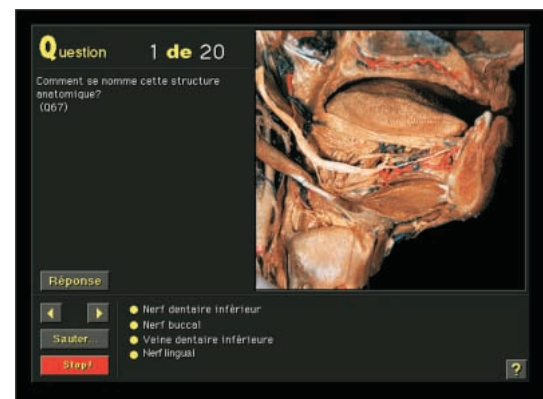 Question 1 de 20
Comment se nomme cette structure
anatomique?
(Q67)
Réponse
Sauter...
Stop!
Nerf dentaire inférieur
Nerf buccal
Veine dentaire inférieure
Nerf lingual
?